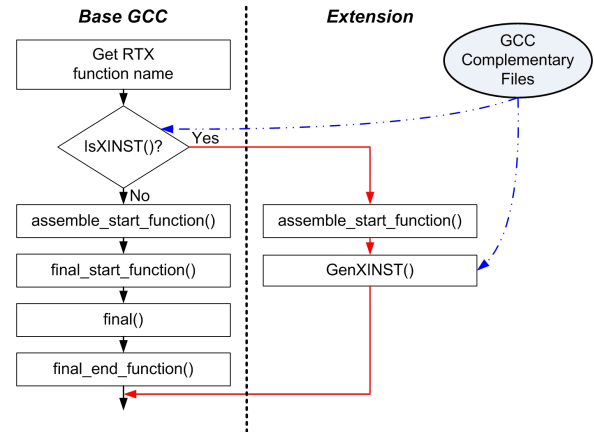 Base GCC
Extension
Get RTX
function name
GCC
Complementary
Files
IsXINST()?
Yes
No
assemble_start_function()
assemble_start_function()
final_start_function()
GenXINST()
final()
final_end_function()